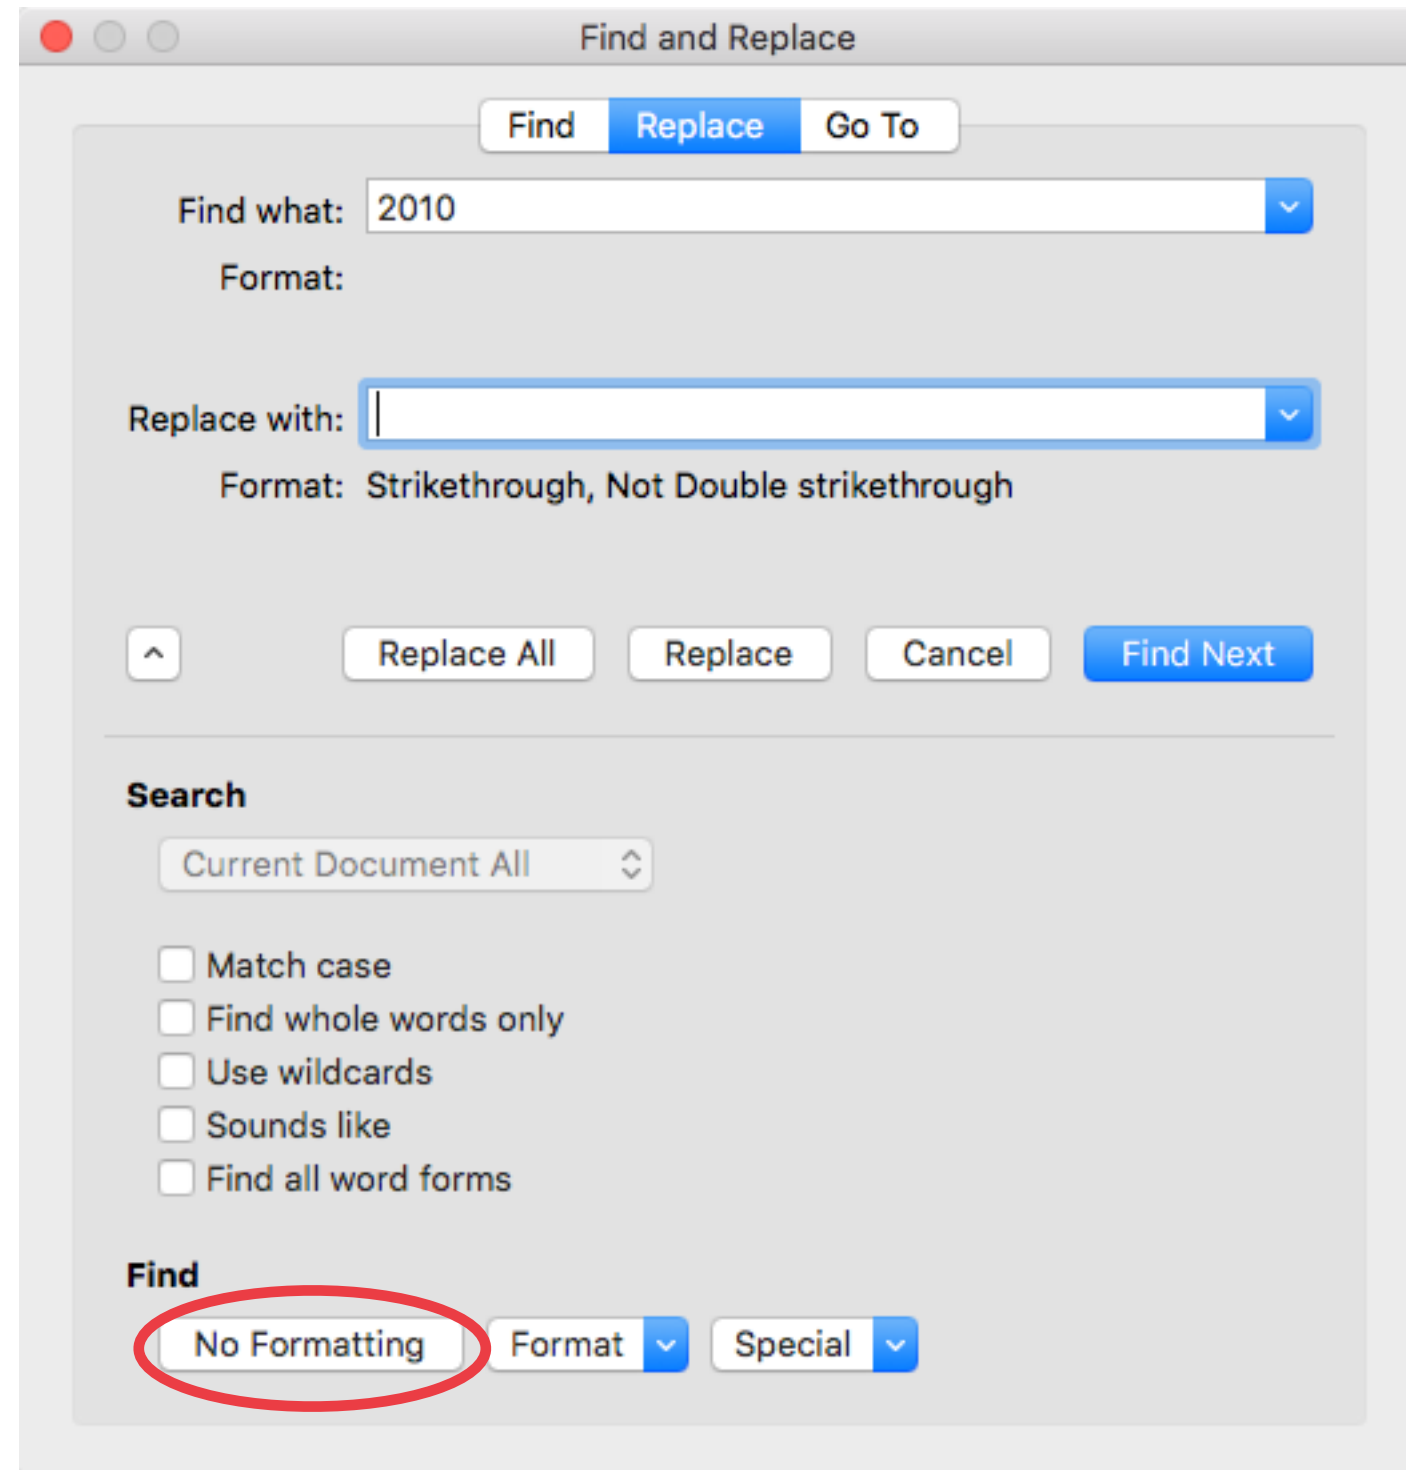 Find and Replace
Find Replace Go To
Find what: 2010
Format:
Replace with:
Format: Strikethrough, Not Double strikethrough
Replace All Replace Cancel Find Next
Search
Current Document All
Match case
Find whole words only
Use wildcards
Sounds like
Find all word forms
Find
No Formatting Format Special